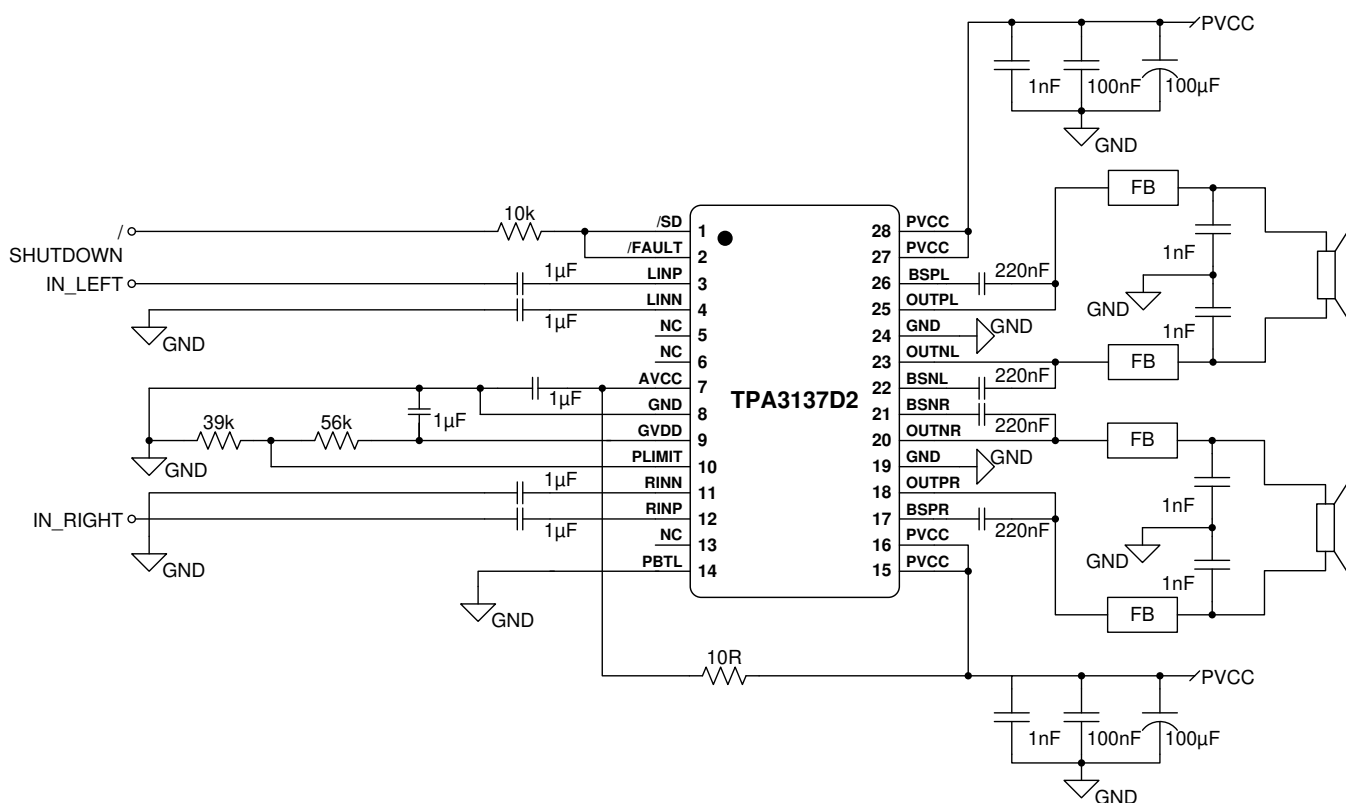 PVCC
1nF
100nF
100µF
GND
FB
1nF
GND
1nF
FB
10k
/
SHUTDOWN
IN_LEFT
1µF
1µF
GND
/SD
/FAULT
LINP
LINN
NC
NC
AVCC
GND
GVDD
PLIMIT
RINN
RINP
NC
PBTL
1
2
3
4
5
6
7
8
9
10
11
12
13
14
TPA3137D2
28
27
26
25
24
23
22
21
20
19
18
17
16
15
PVCC
PVCC
BSPL
OUTPL
GND
OUTNL
BSNL
BSNR
OUTNR
GND
OUTPR
BSPR
PVCC
PVCC
220nF
GND
220nF
220nF
GND
220nF
1µF
1µF
39k
56k
GND
1µF
IN_RIGHT
1µF
GND
GND
FB
1nF
GND
1nF
FB
10R
PVCC
1nF
100nF
100µF
GND